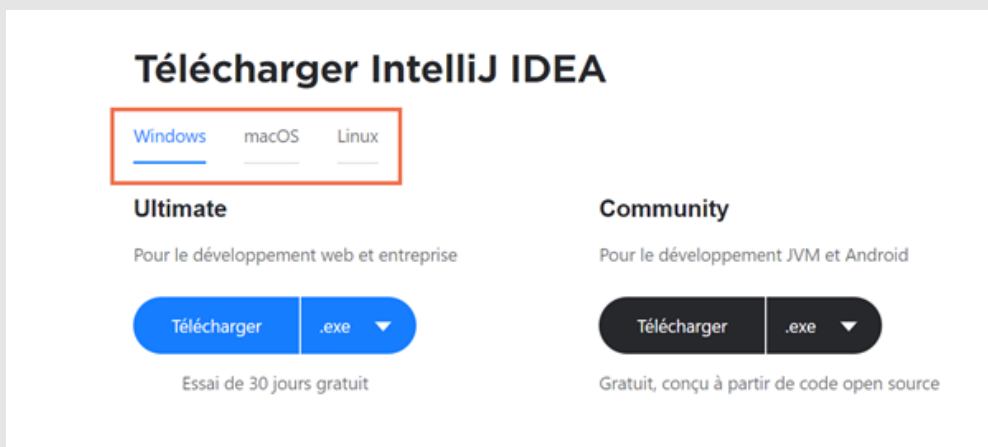 Télécharger IntelliJ IDEA
Windows macOS Linux
Ultimate
Pour le développement web et entreprise
Télécharger .exe
Essai de 30 jours gratuit
Community
Pour le développement JVM et Android
Télécharger .exe
Gratuit, conçu à partir de code open source